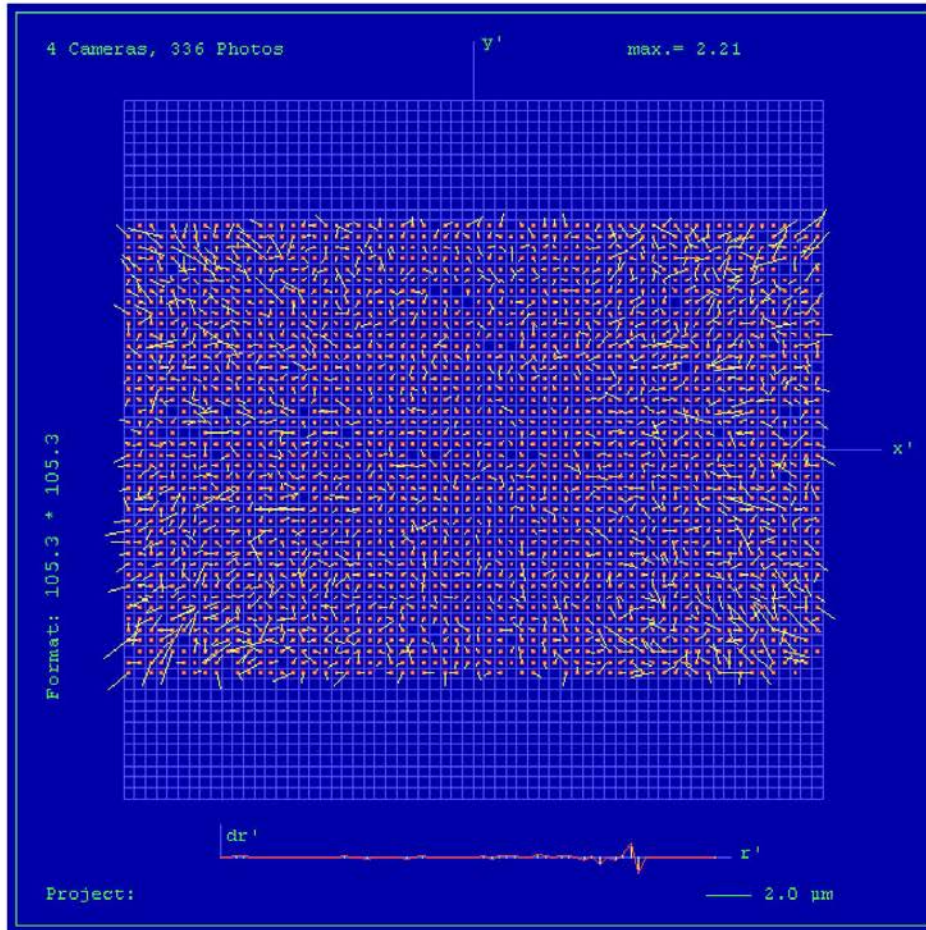 4 Cameras, 336 Photos
y'
max.= 2.21
x'
Format: 105.3 * 105.3
dr'
r'
Project:
2.0 µm